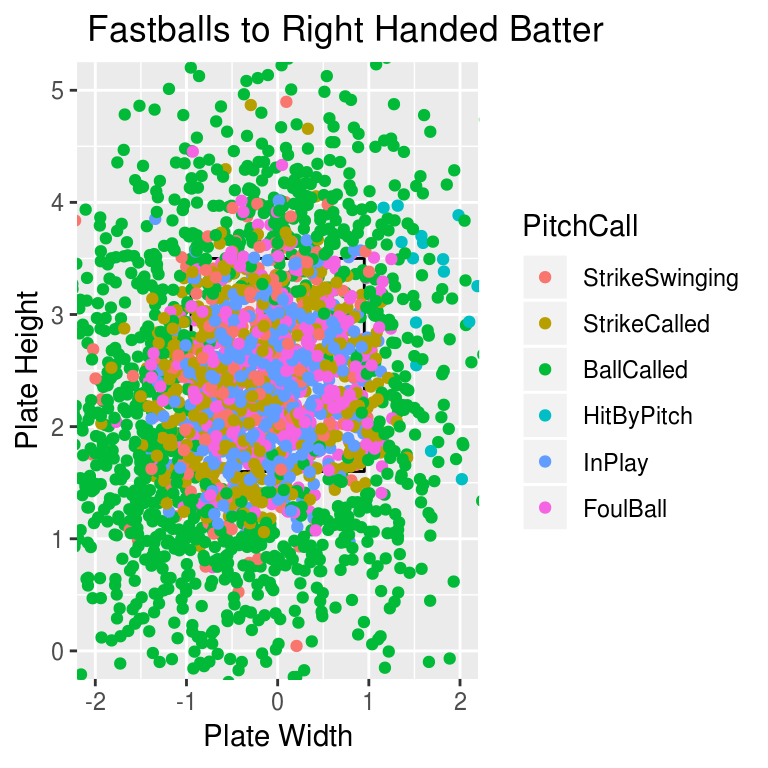 Fastballs to Right Handed Batter
5
4
3
2
1
0
Plate Height
-2 -1 0 1 2
Plate Width
PitchCall
StrikeSwinging
StrikeCalled
BallCalled
HitByPitch
InPlay
FoulBall